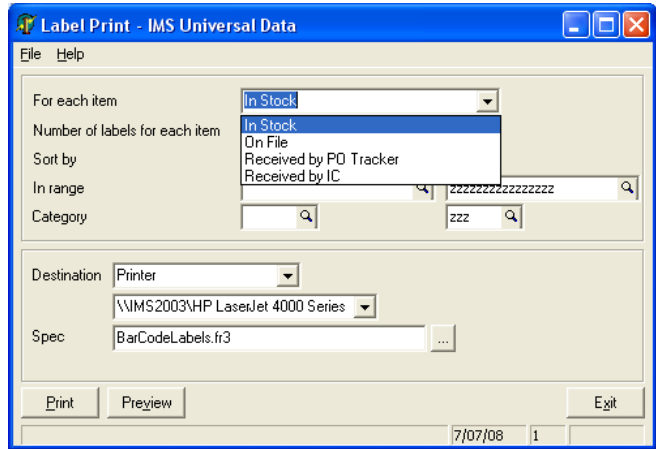 Label Print - IMS Universal Data
File Help
For each item In Stock
In Stock
Number of labels for each item
On File
Sort by Received by PO Tracker
Received by IC
In range zzzzzzzzzzzzzzzz
Category zzz
Destination Printer
\\IMS2003\HP LaserJet 4000 Series
Spec BarCodeLabels.fr3 ...
Print Preview Exit
7/07/08 1